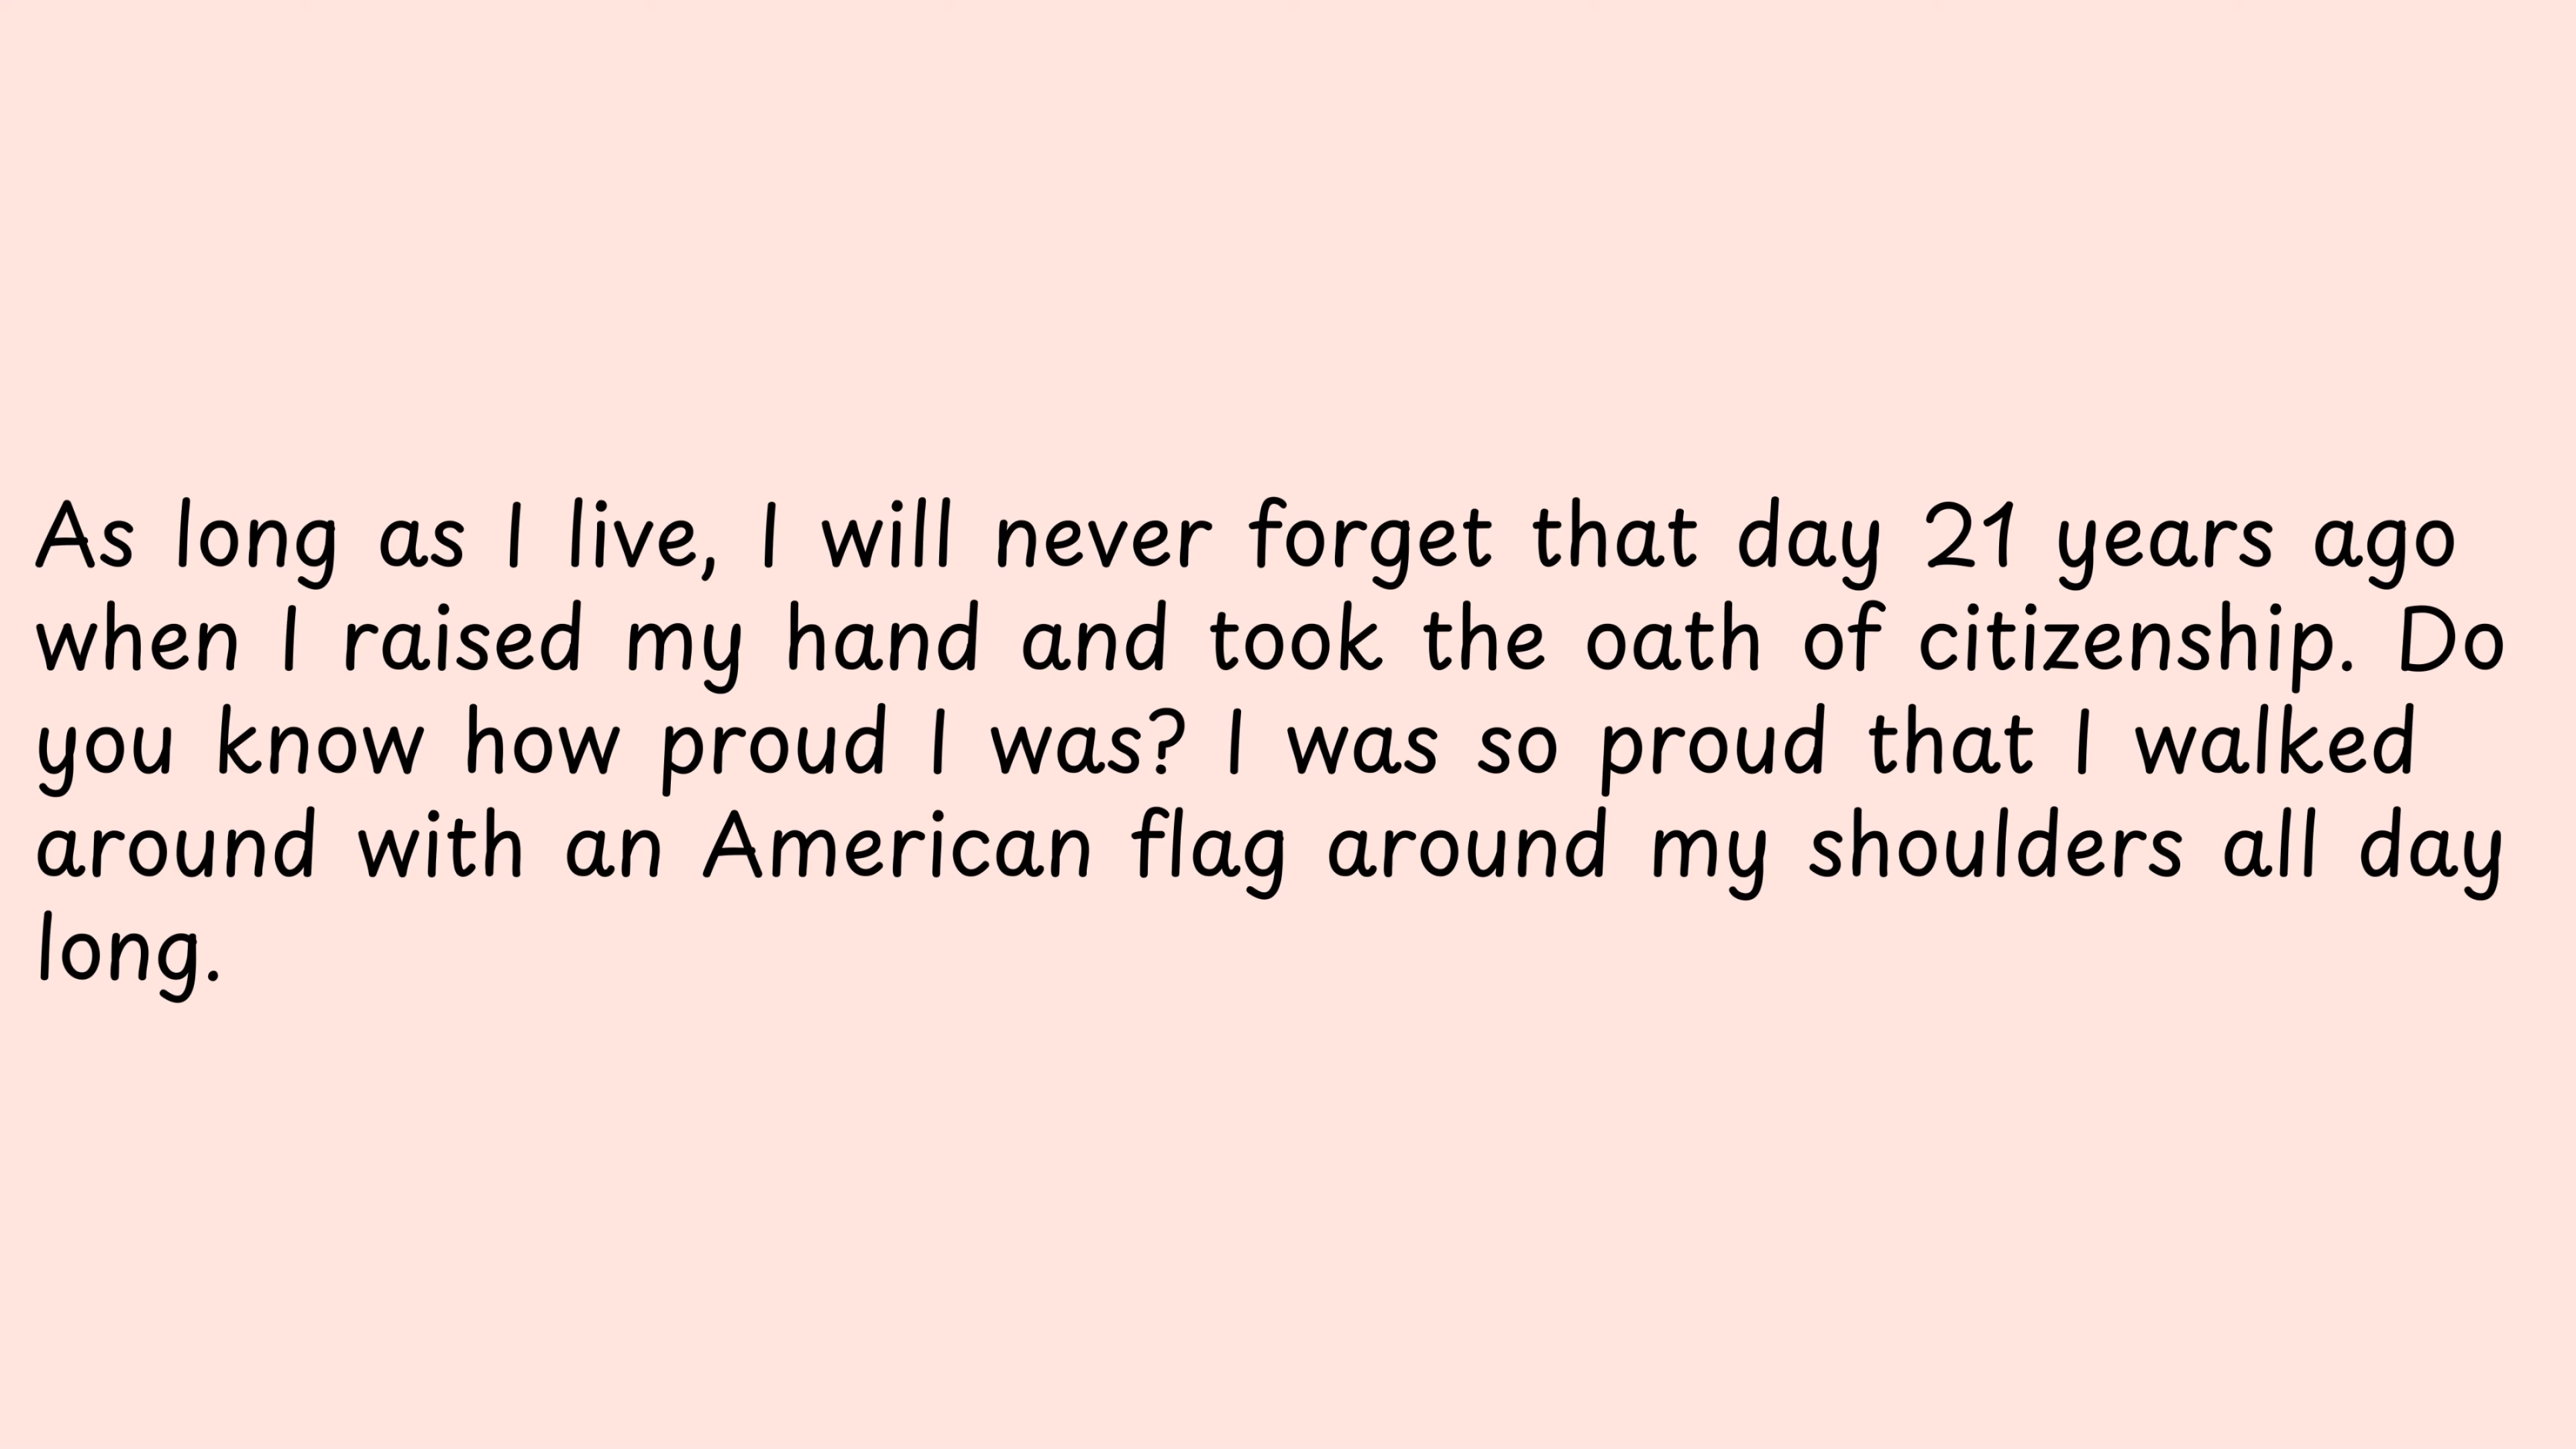 As long as I live, I will never forget that day 21 years ago
when I raised my hand and took the oath of citizenship. Do
you know how proud I was? I was so proud that I walked
around with an American flag around my shoulders all day
long.